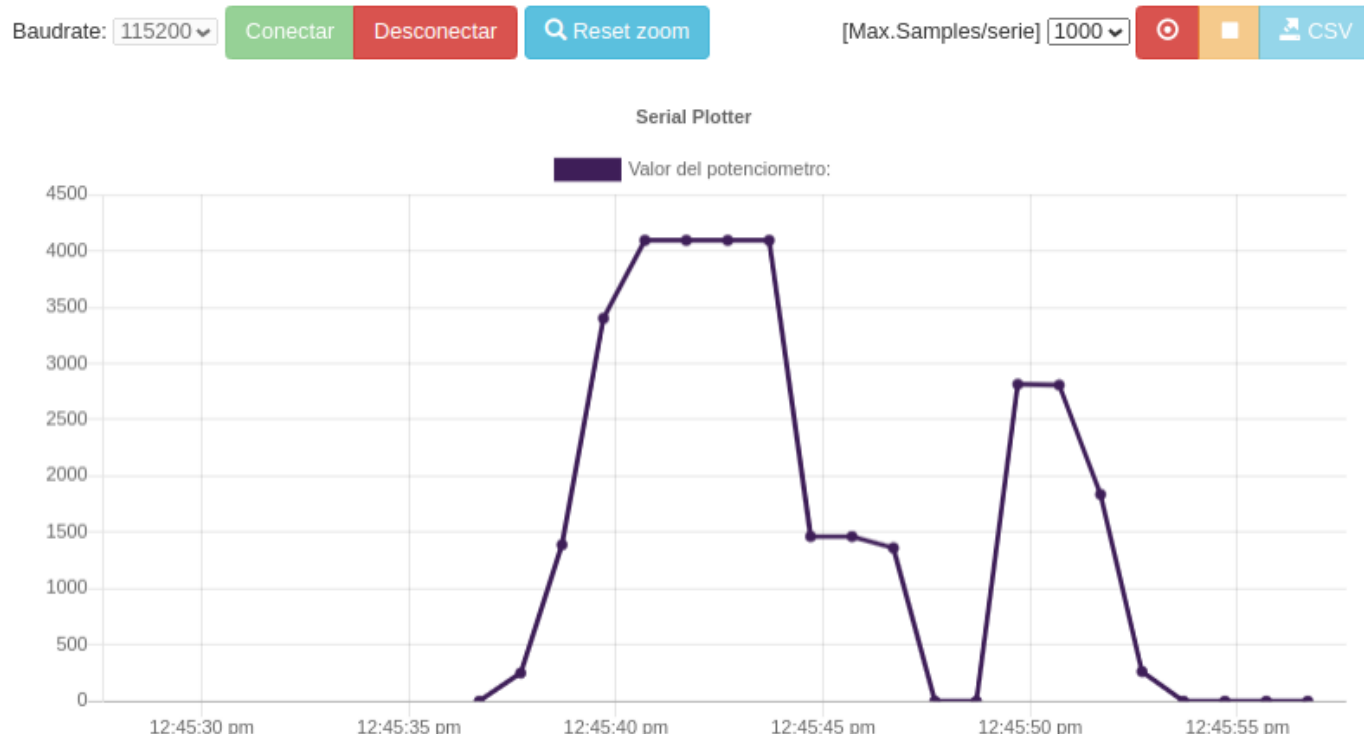 Baudrate: 115200 Conectar Desconectar Reset zoom [Max.Samples/serie] 1000 CSV
Serial Plotter
Valor del potenciometro:
4500
4000
3500
3000
2500
2000
1500
1000
500
0
12:45:30 pm 12:45:35 pm 12:45:40 pm 12:45:45 pm 12:45:50 pm 12:45:55 pm